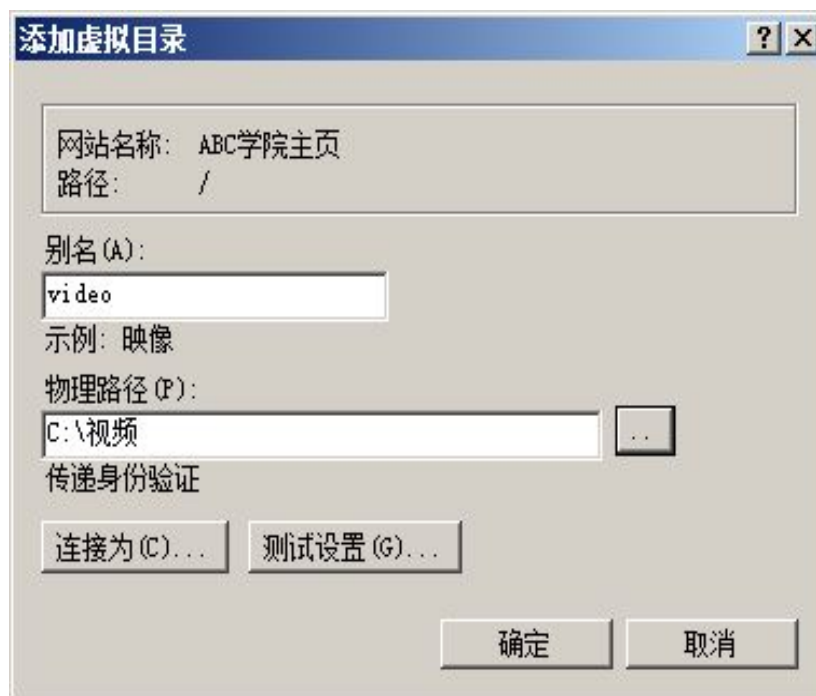 添加虚拟目录
网站名称: ABC学院主页
路径: /
别名(A):
video
示例: 映像
物理路径(P):
C:\视频
..
传递身份验证
连接为(C)... 测试设置(G)...
确定 取消